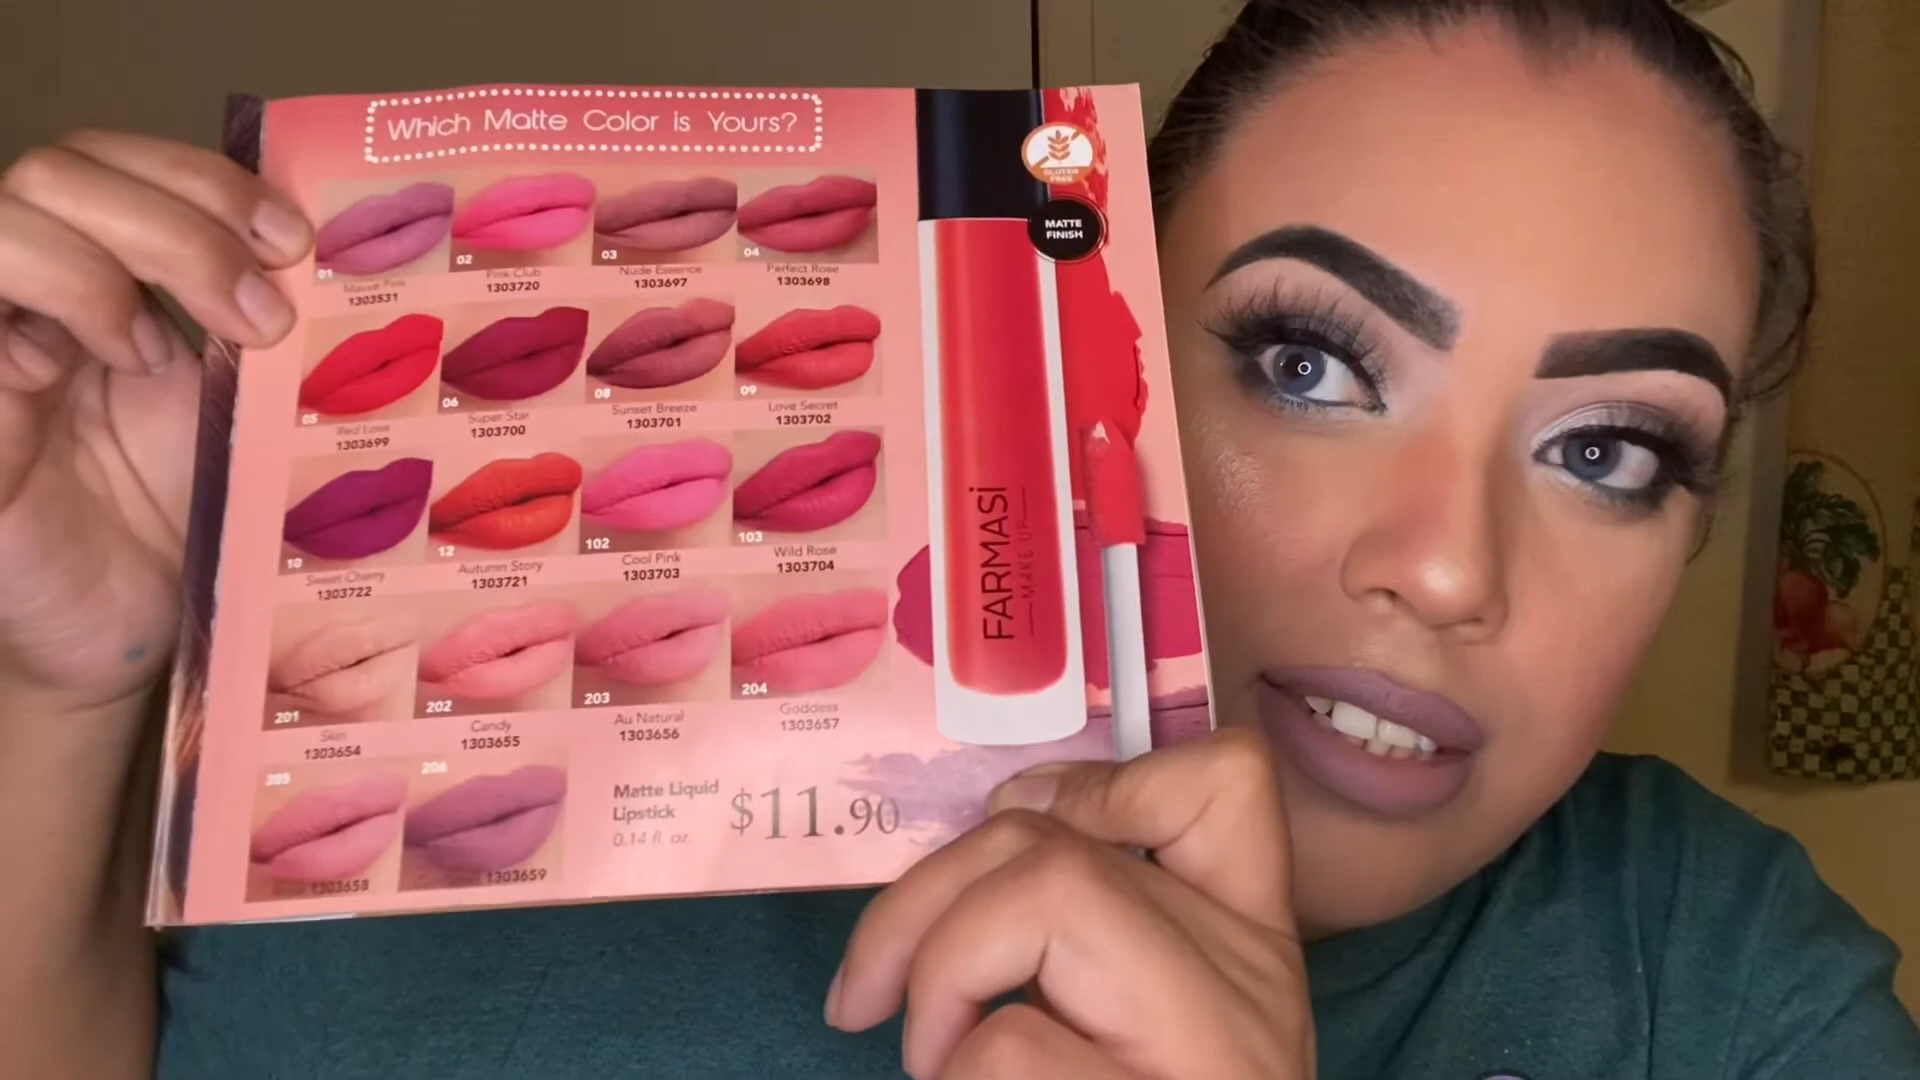 Which Matte Color is Yours?
GLUTEN
FREE
MATTE
FINISH
01 02 03 04
Mauve Pink Pink Club Nude Essence Perfect Rose
1303531 1303720 1303697 1303698
05 06 08 09
Red Love Super Star Sunset Breeze Love Secret
1303699 1303700 1303701 1303702
10 12 102 103
Sweet Cherry Autumn Story Cool Pink Wild Rose
1303722 1303721 1303703 1303704
201 202 203 204
Skin Candy Au Natural Goddess
1303654 1303655 1303656 1303657
205 206
1303658 1303659
Matte Liquid
Lipstick
0.14 fl. oz.
$11.90
FARMASİ
MAKE UP